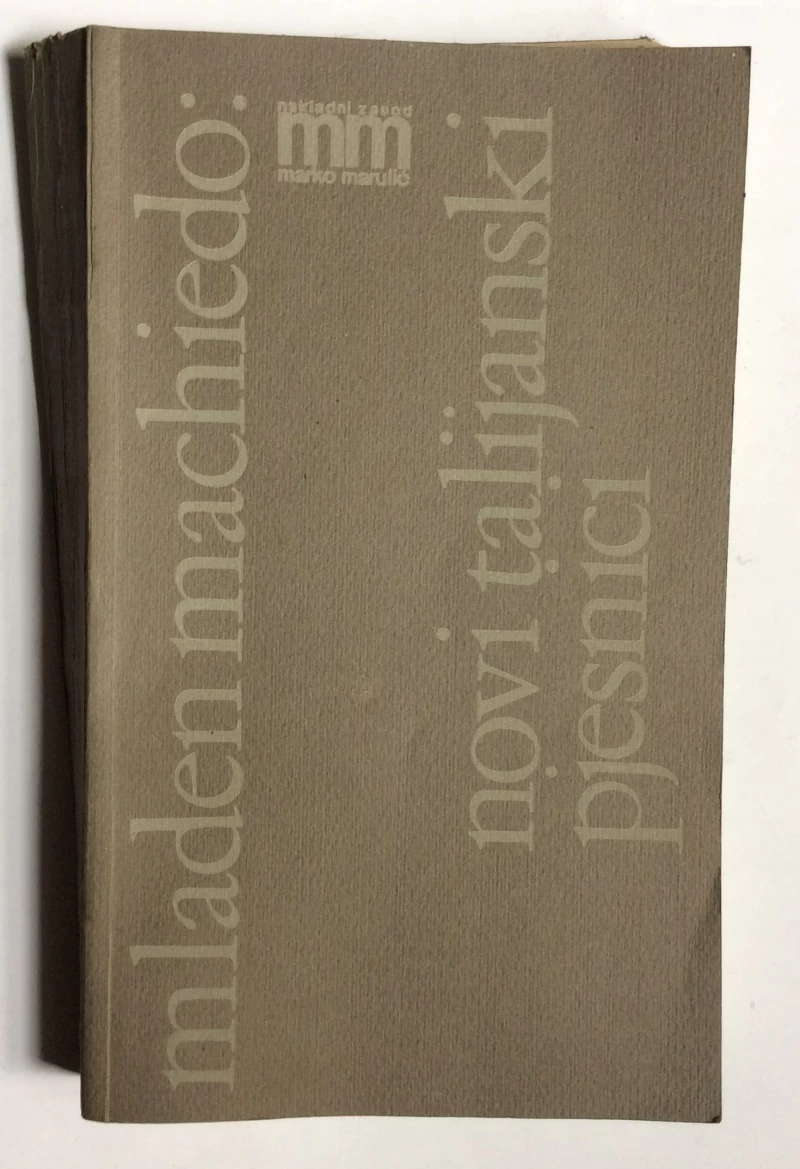 mladen machiedo:
nakladni zavod
mm
marko marulić
novi talijanski
pjesnici